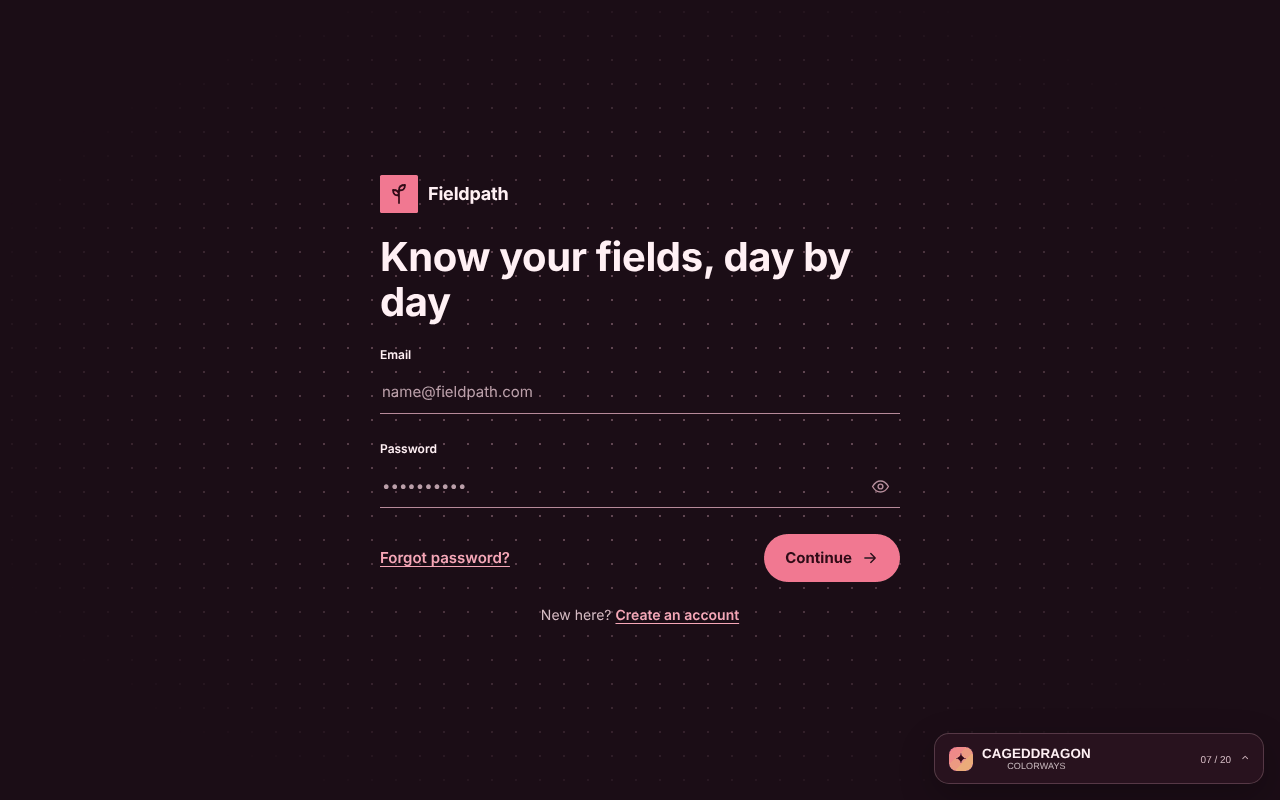 Fieldpath
Know your fields, day by
day
Email
name@fieldpath.com
Password
••••••••••
Forgot password?
Continue
New here? Create an account
CAGEDDRAGON
COLORWAYS
07 / 20